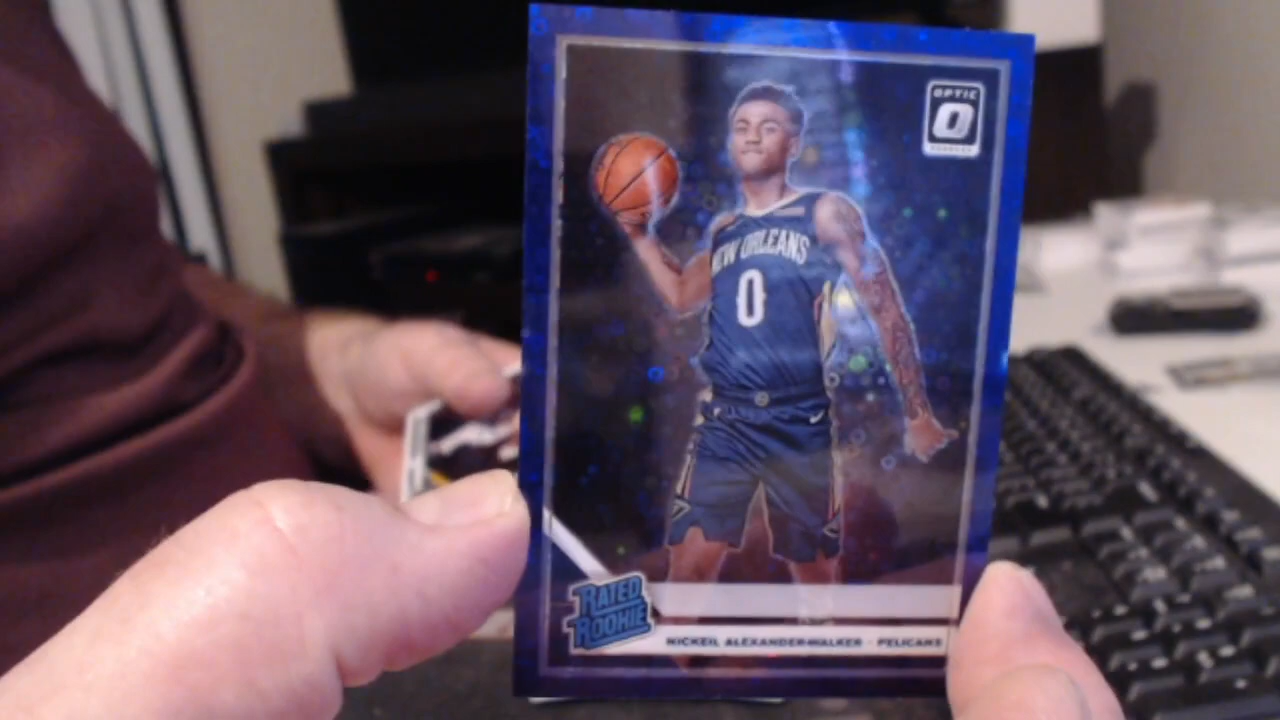 OPTIC
O
NEW ORLEANS
0
RATED
ROOKIE
NICKEIL ALEXANDER-WALKER · PELICANS